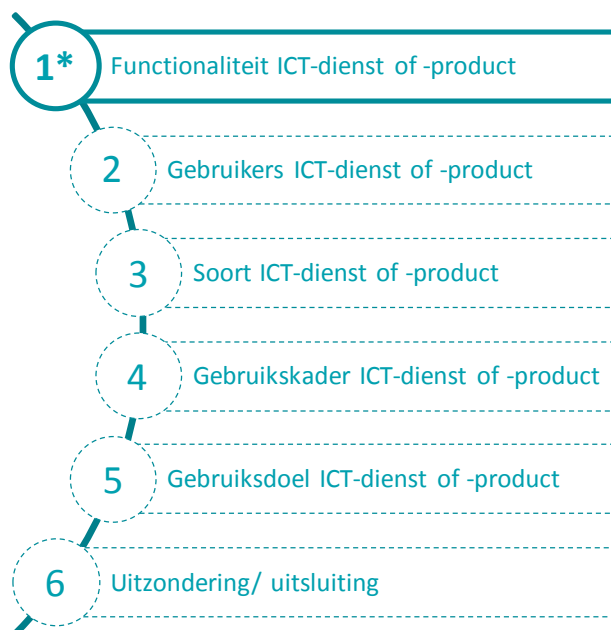 1* Functionaliteit ICT-dienst of -product
2 Gebruikers ICT-dienst of -product
3 Soort ICT-dienst of -product
4 Gebruikskader ICT-dienst of -product
5 Gebruiksdoel ICT-dienst of -product
6 Uitzondering/ uitsluiting